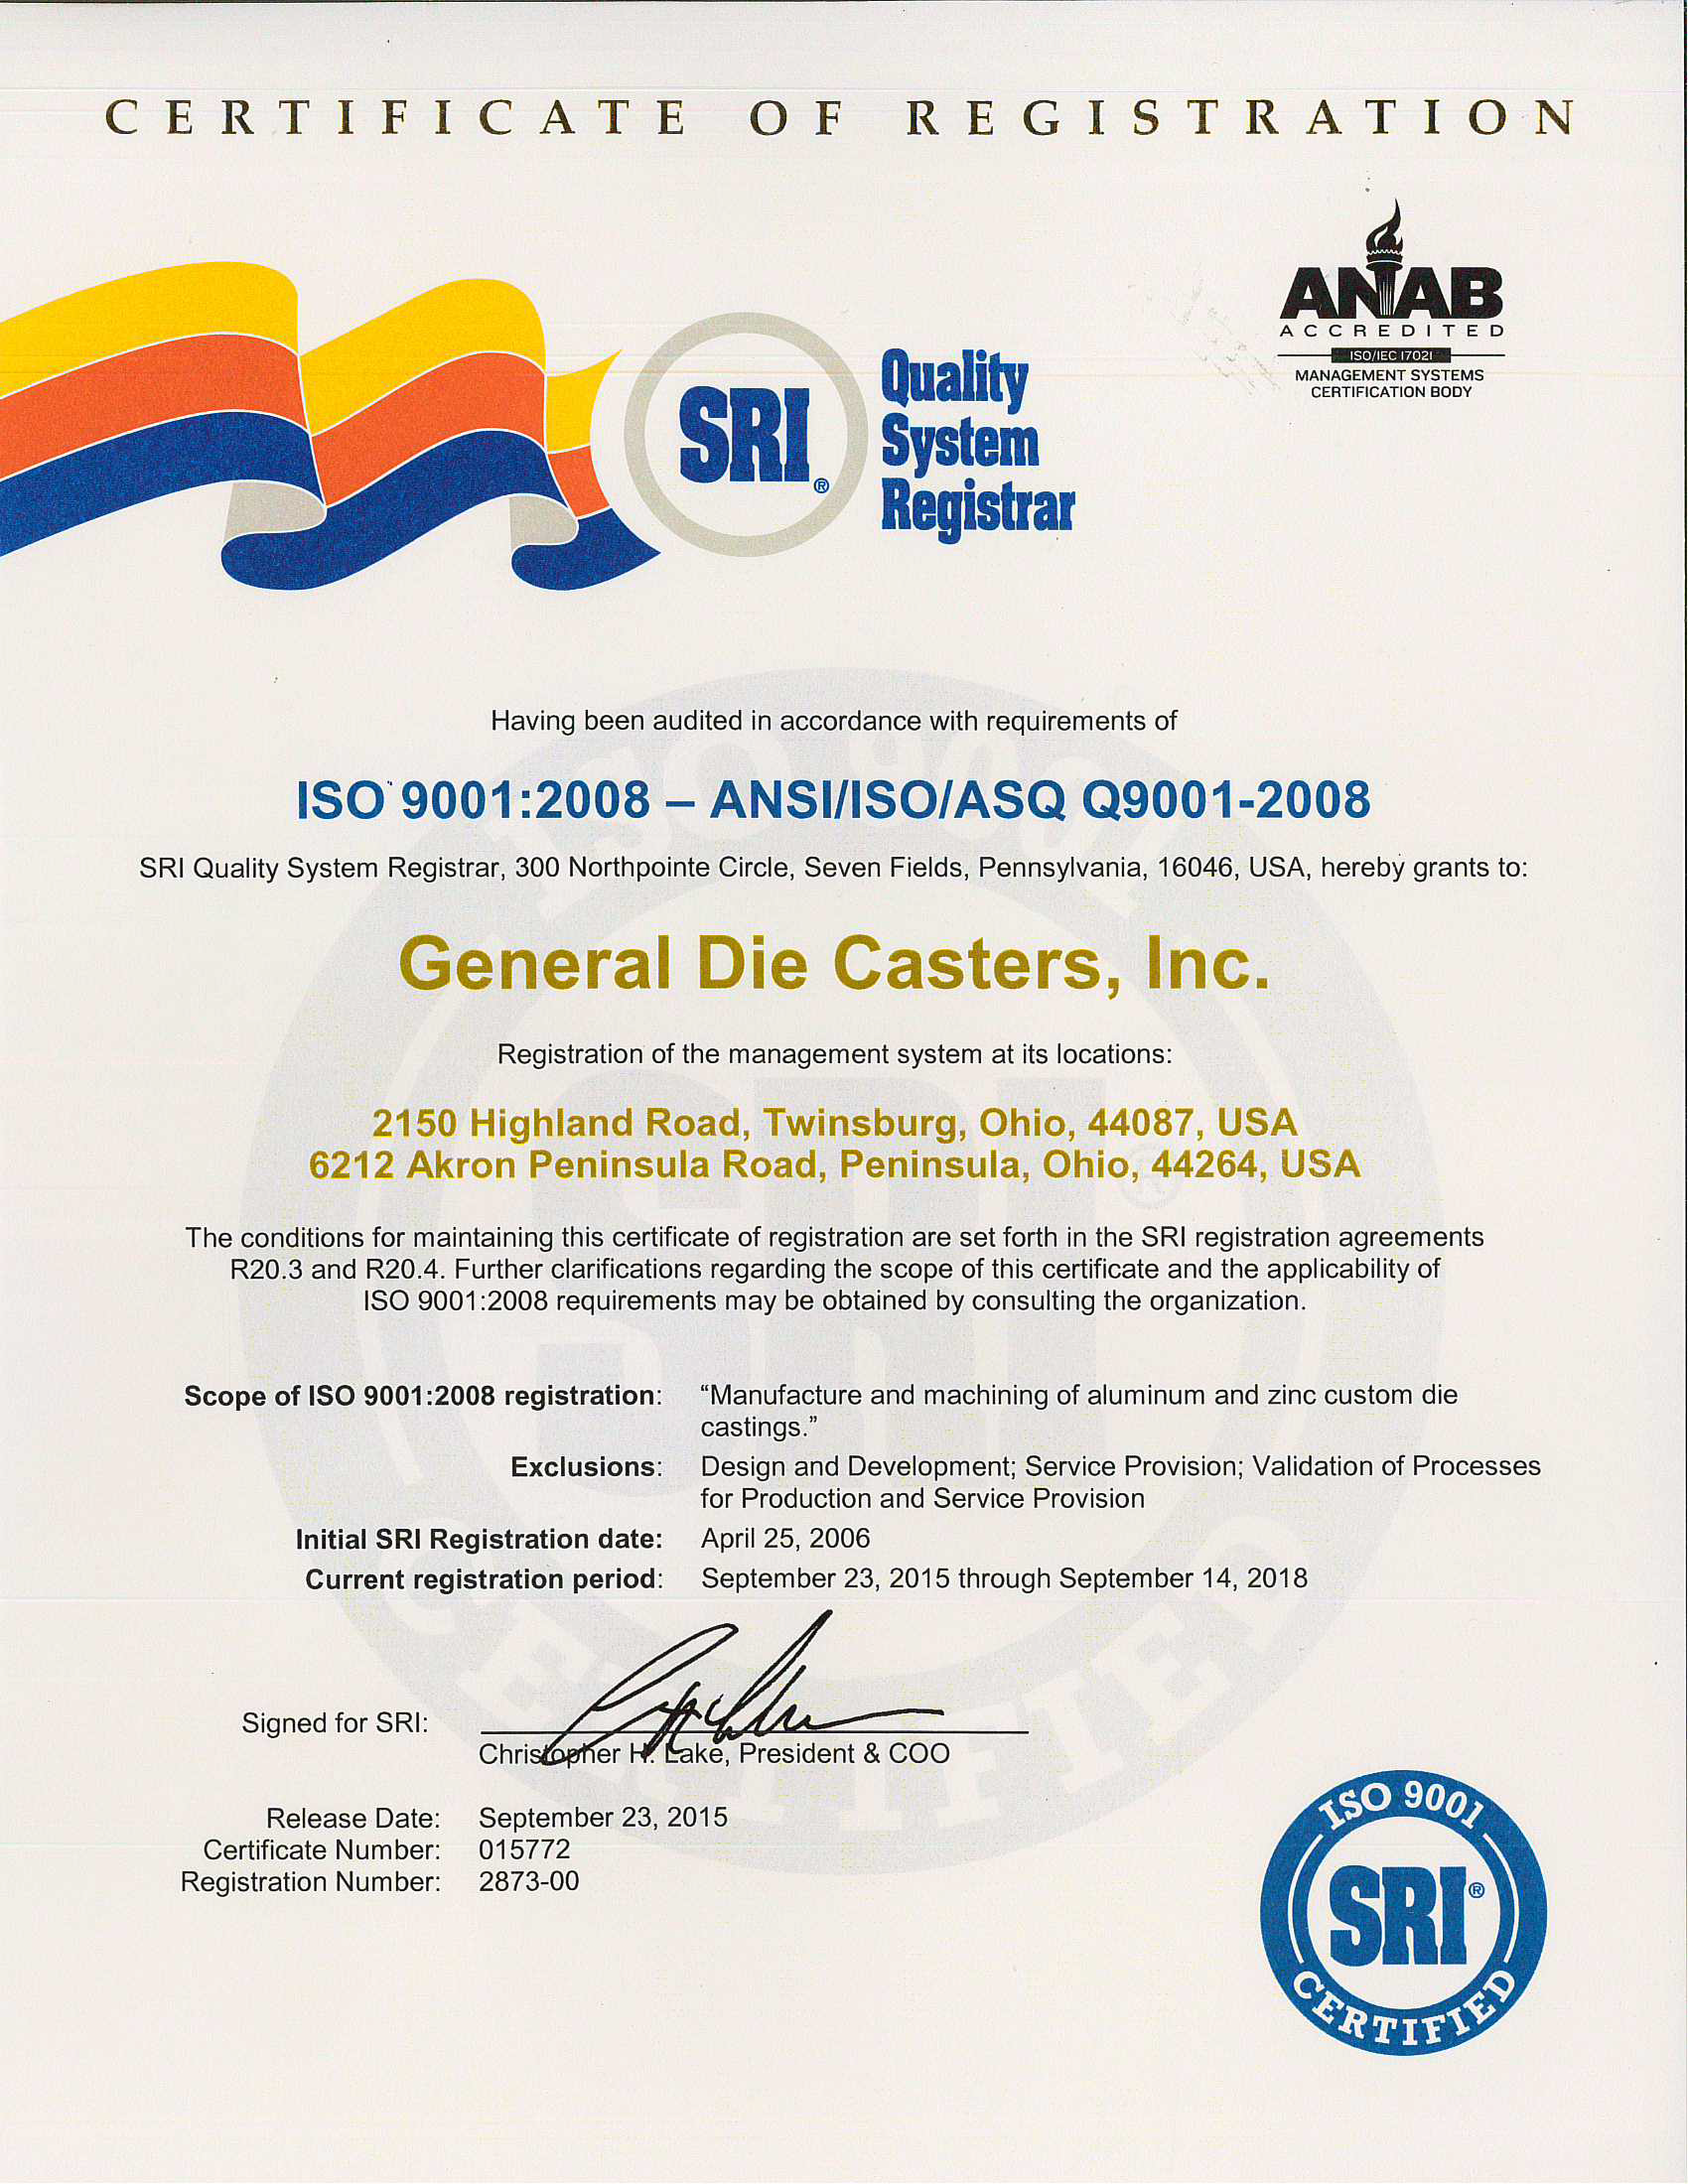 CERTIFICATE OF REGISTRATION
ANAB
ACCREDITED
ISO/IEC 17021
MANAGEMENT SYSTEMS
CERTIFICATION BODY
SRI®
Quality
System
Registrar
Having been audited in accordance with requirements of
ISO 9001:2008 – ANSI/ISO/ASQ Q9001-2008
SRI Quality System Registrar, 300 Northpointe Circle, Seven Fields, Pennsylvania, 16046, USA, hereby grants to:
General Die Casters, Inc.
Registration of the management system at its locations:
2150 Highland Road, Twinsburg, Ohio, 44087, USA
6212 Akron Peninsula Road, Peninsula, Ohio, 44264, USA
The conditions for maintaining this certificate of registration are set forth in the SRI registration agreements
R20.3 and R20.4. Further clarifications regarding the scope of this certificate and the applicability of
ISO 9001:2008 requirements may be obtained by consulting the organization.
Scope of ISO 9001:2008 registration: “Manufacture and machining of aluminum and zinc custom die
castings.”
Exclusions: Design and Development; Service Provision; Validation of Processes
for Production and Service Provision
Initial SRI Registration date: April 25, 2006
Current registration period: September 23, 2015 through September 14, 2018
Signed for SRI:
Christopher H. Lake, President & COO
Release Date: September 23, 2015
Certificate Number: 015772
Registration Number: 2873-00
ISO 9001
SRI®
CERTIFIED
ISO 9001
SRI®
CERTIFIED